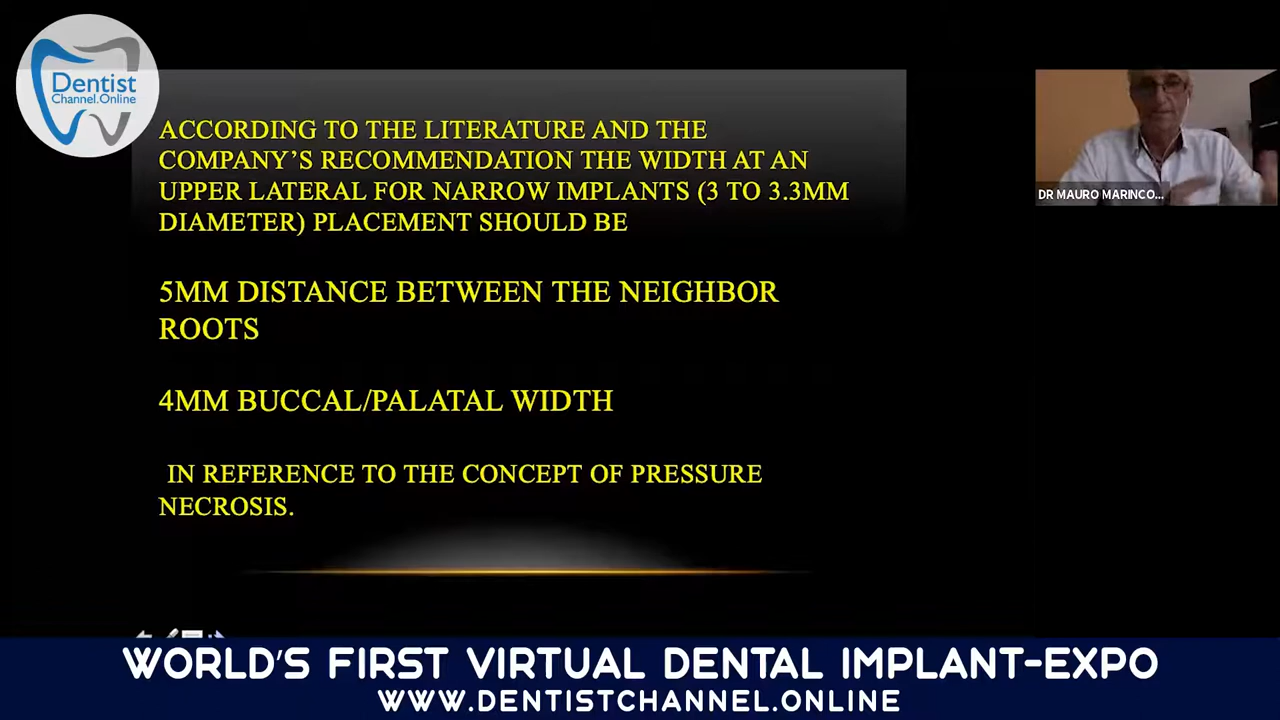 Dentist
Channel.Online
ACCORDING TO THE LITERATURE AND THE
COMPANY'S RECOMMENDATION THE WIDTH AT AN
UPPER LATERAL FOR NARROW IMPLANTS (3 TO 3.3MM
DIAMETER) PLACEMENT SHOULD BE
5MM DISTANCE BETWEEN THE NEIGHBOR
ROOTS
4MM BUCCAL/PALATAL WIDTH
IN REFERENCE TO THE CONCEPT OF PRESSURE
NECROSIS.
DR MAURO MARINCO...
WORLD'S FIRST VIRTUAL DENTAL IMPLANT-EXPO
WWW.DENTISTCHANNEL.ONLINE